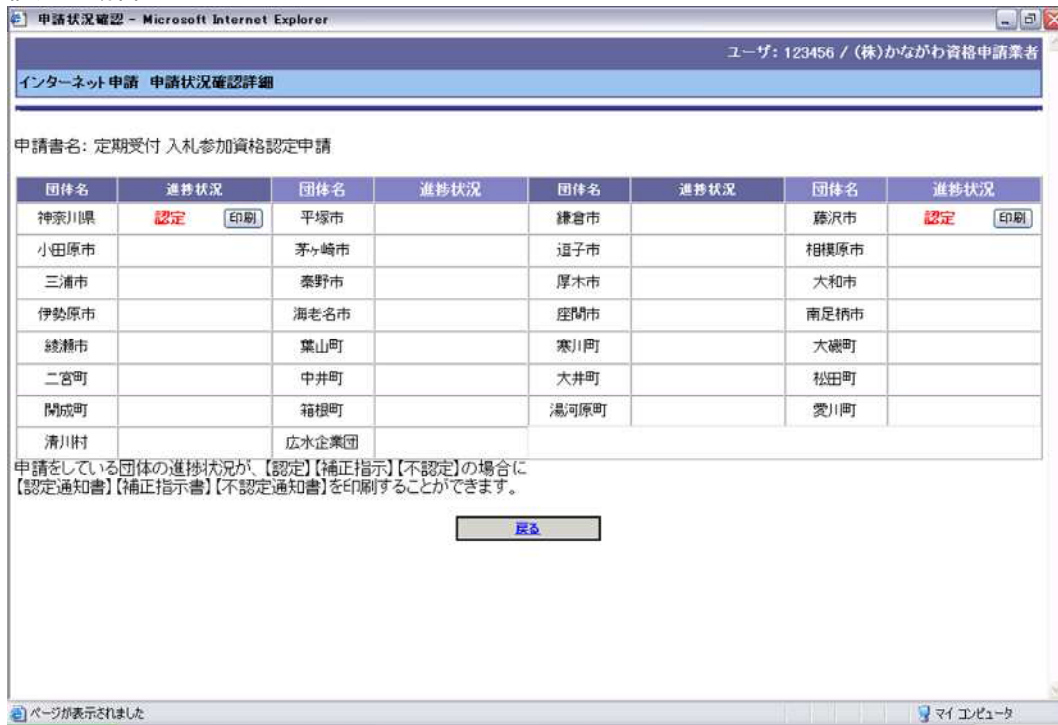 申請状況確認 - Microsoft Internet Explorer
ユーザ: 123456 / (株)かながわ資格申請業者
インターネット申請 申請状況確認詳細
申請書名: 定期受付 入札参加資格認定申請
団体名 進捗状況 団体名 進捗状況 団体名 進捗状況 団体名 進捗状況
神奈川県 認定 印刷 平塚市 鎌倉市 藤沢市 認定 印刷
小田原市 茅ヶ崎市 逗子市 相模原市
三浦市 秦野市 厚木市 大和市
伊勢原市 海老名市 座間市 南足柄市
綾瀬市 葉山町 寒川町 大磯町
二宮町 中井町 大井町 松田町
開成町 箱根町 湯河原町 愛川町
清川村 広水企業団
申請をしている団体の進捗状況が、【認定】【補正指示】【不認定】の場合に
【認定通知書】【補正指示書】【不認定通知書】を印刷することができます。
戻る
ページが表示されました マイ コンピュータ